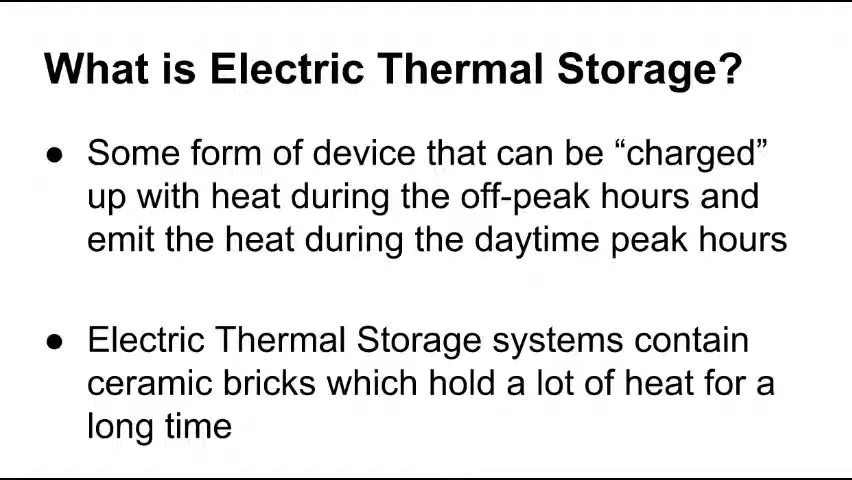 What is Electric Thermal Storage?
● Some form of device that can be “charged”
up with heat during the off-peak hours and
emit the heat during the daytime peak hours
● Electric Thermal Storage systems contain
ceramic bricks which hold a lot of heat for a
long time